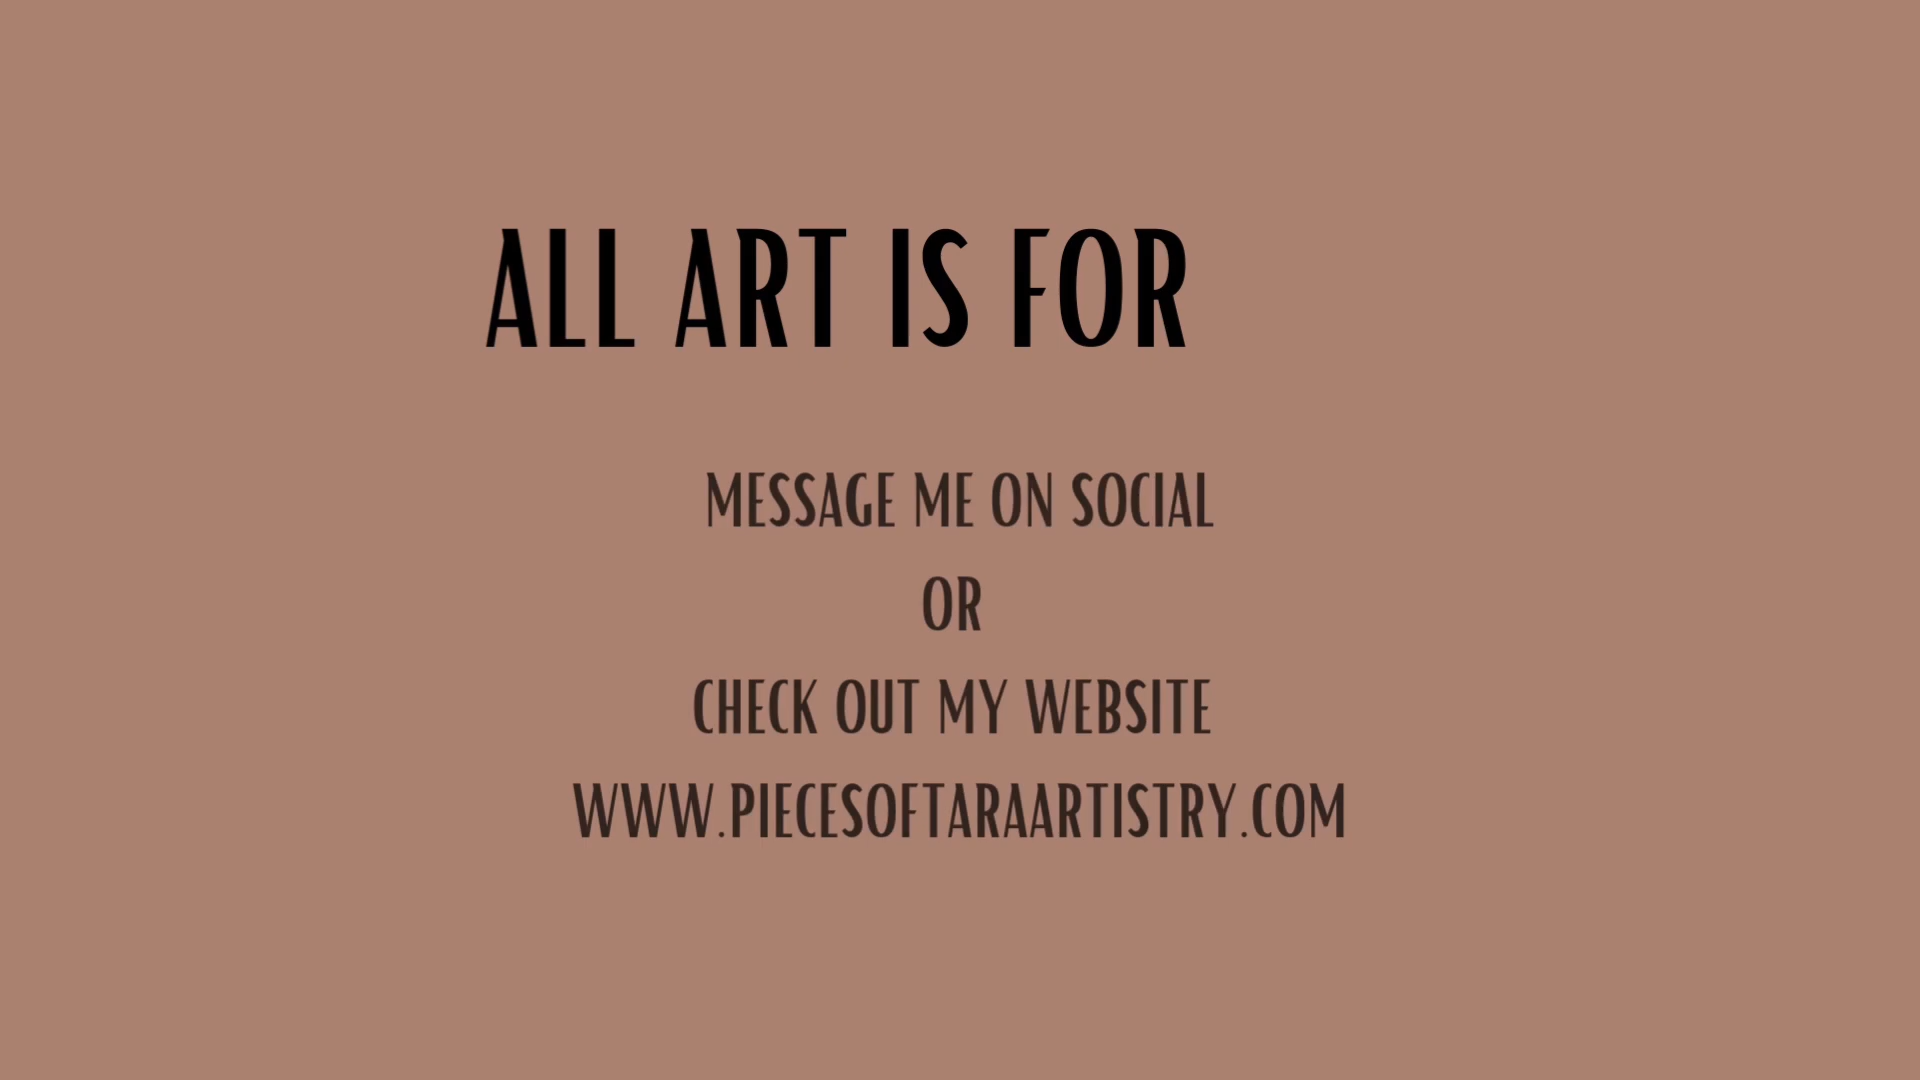 ALL ART IS FOR
MESSAGE ME ON SOCIAL
OR
CHECK OUT MY WEBSITE
WWW.PIECESOFTARAARTISTRY.COM